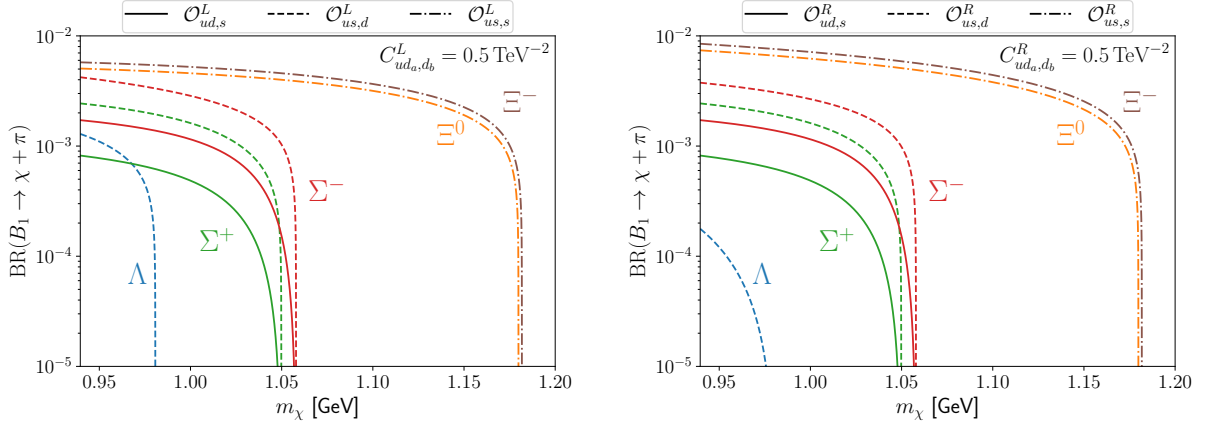 𝒪^L_{ud,s} 𝒪^L_{us,d} 𝒪^L_{us,s}
10^{-2}
C^L_{ud_a,d_b} = 0.5 TeV^{-2}
Ξ^−
Ξ^0
10^{-3}
BR(B_1 → χ + π)
Σ^−
Σ^+
10^{-4}
Λ
10^{-5}
0.95 1.00 1.05 1.10 1.15 1.20
m_χ [GeV]
𝒪^R_{ud,s} 𝒪^R_{us,d} 𝒪^R_{us,s}
10^{-2}
C^R_{ud_a,d_b} = 0.5 TeV^{-2}
Ξ^−
Ξ^0
10^{-3}
BR(B_1 → χ + π)
Σ^−
Σ^+
10^{-4}
Λ
10^{-5}
0.95 1.00 1.05 1.10 1.15 1.20
m_χ [GeV]